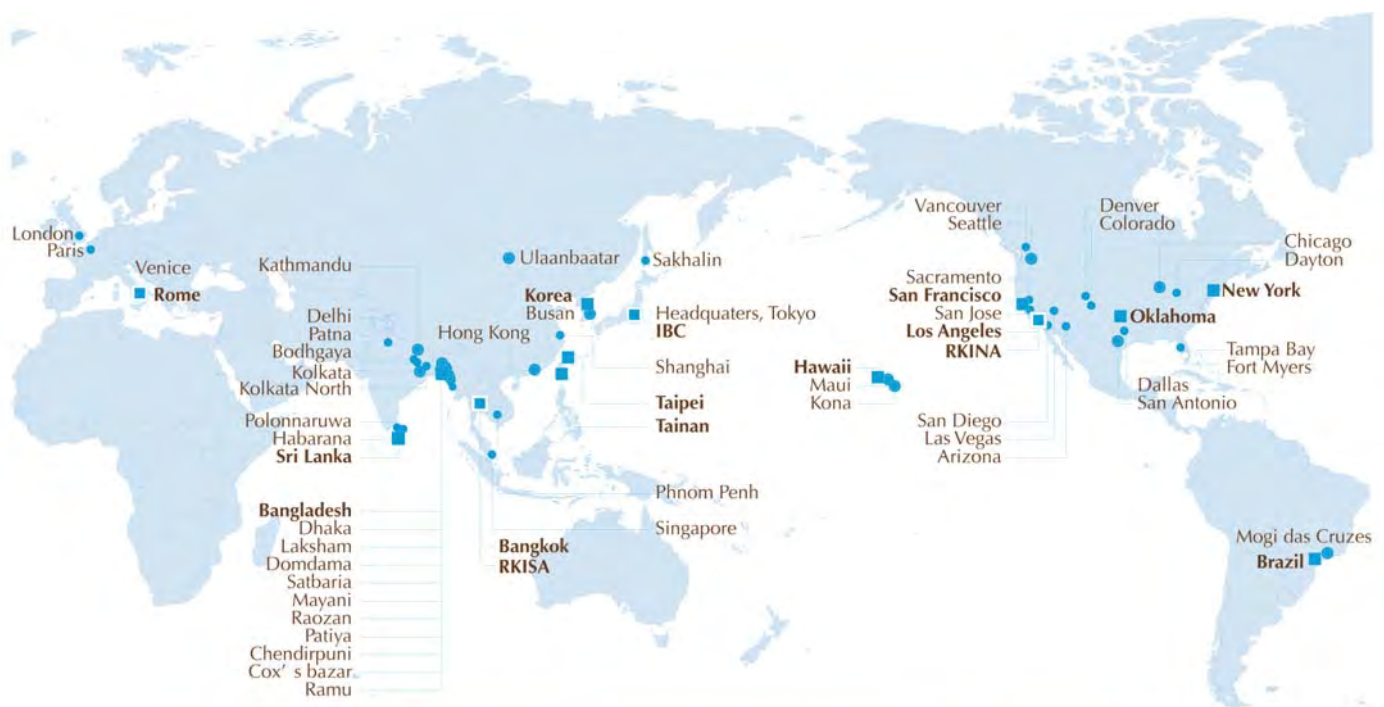 London
Paris
Venice
Rome
Kathmandu
Delhi
Patna
Bodhgaya
Kolkata
Kolkata North
Polonnaruwa
Habarana
Sri Lanka
Bangladesh
Dhaka
Laksham
Domdama
Satbaria
Mayani
Raozan
Patiya
Chendirpuni
Cox’ s bazar
Ramu
Ulaanbaatar
Sakhalin
Korea
Busan
Headquaters, Tokyo
IBC
Hong Kong
Shanghai
Taipei
Tainan
Phnom Penh
Singapore
Bangkok
RKISA
Hawaii
Maui
Kona
Vancouver
Seattle
Sacramento
San Francisco
San Jose
Los Angeles
RKINA
San Diego
Las Vegas
Arizona
Denver
Colorado
Chicago
Dayton
New York
Oklahoma
Tampa Bay
Fort Myers
Dallas
San Antonio
Mogi das Cruzes
Brazil